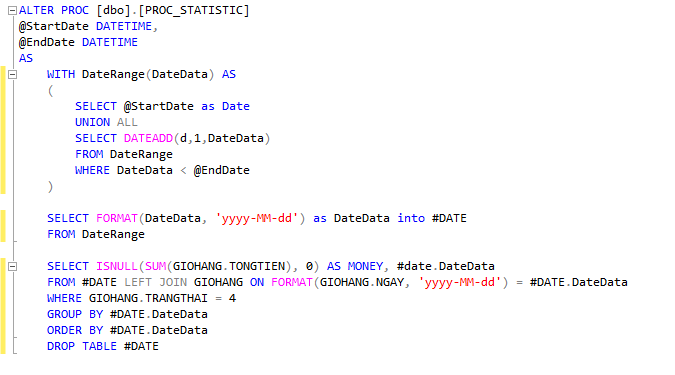 ALTER PROC [dbo].[PROC_STATISTIC]
@StartDate DATETIME,
@EndDate DATETIME
AS
WITH DateRange(DateData) AS
(
SELECT @StartDate as Date
UNION ALL
SELECT DATEADD(d,1,DateData)
FROM DateRange
WHERE DateData < @EndDate
)
SELECT FORMAT(DateData, 'yyyy-MM-dd') as DateData into #DATE
FROM DateRange
SELECT ISNULL(SUM(GIOHANG.TONGTIEN), 0) AS MONEY, #date.DateData
FROM #DATE LEFT JOIN GIOHANG ON FORMAT(GIOHANG.NGAY, 'yyyy-MM-dd') = #DATE.DateData
WHERE GIOHANG.TRANGTHAI = 4
GROUP BY #DATE.DateData
ORDER BY #DATE.DateData
DROP TABLE #DATE